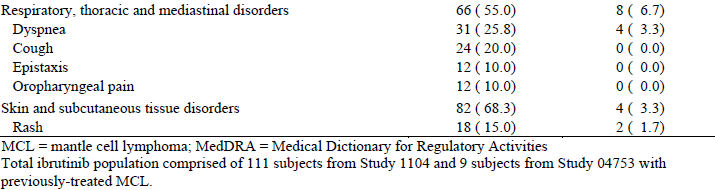 Respiratory, thoracic and mediastinal disorders 66 ( 55.0) 8 ( 6.7)
Dyspnea 31 ( 25.8) 4 ( 3.3)
Cough 24 ( 20.0) 0 ( 0.0)
Epistaxis 12 ( 10.0) 0 ( 0.0)
Oropharyngeal pain 12 ( 10.0) 0 ( 0.0)
Skin and subcutaneous tissue disorders 82 ( 68.3) 4 ( 3.3)
Rash 18 ( 15.0) 2 ( 1.7)
MCL = mantle cell lymphoma; MedDRA = Medical Dictionary for Regulatory Activities
Total ibrutinib population comprised of 111 subjects from Study 1104 and 9 subjects from Study 04753 with
previously-treated MCL.